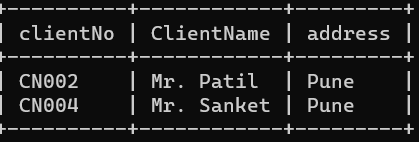 | clientNo | ClientName | address |
| CN002 | Mr. Patil | Pune |
| CN004 | Mr. Sanket | Pune |